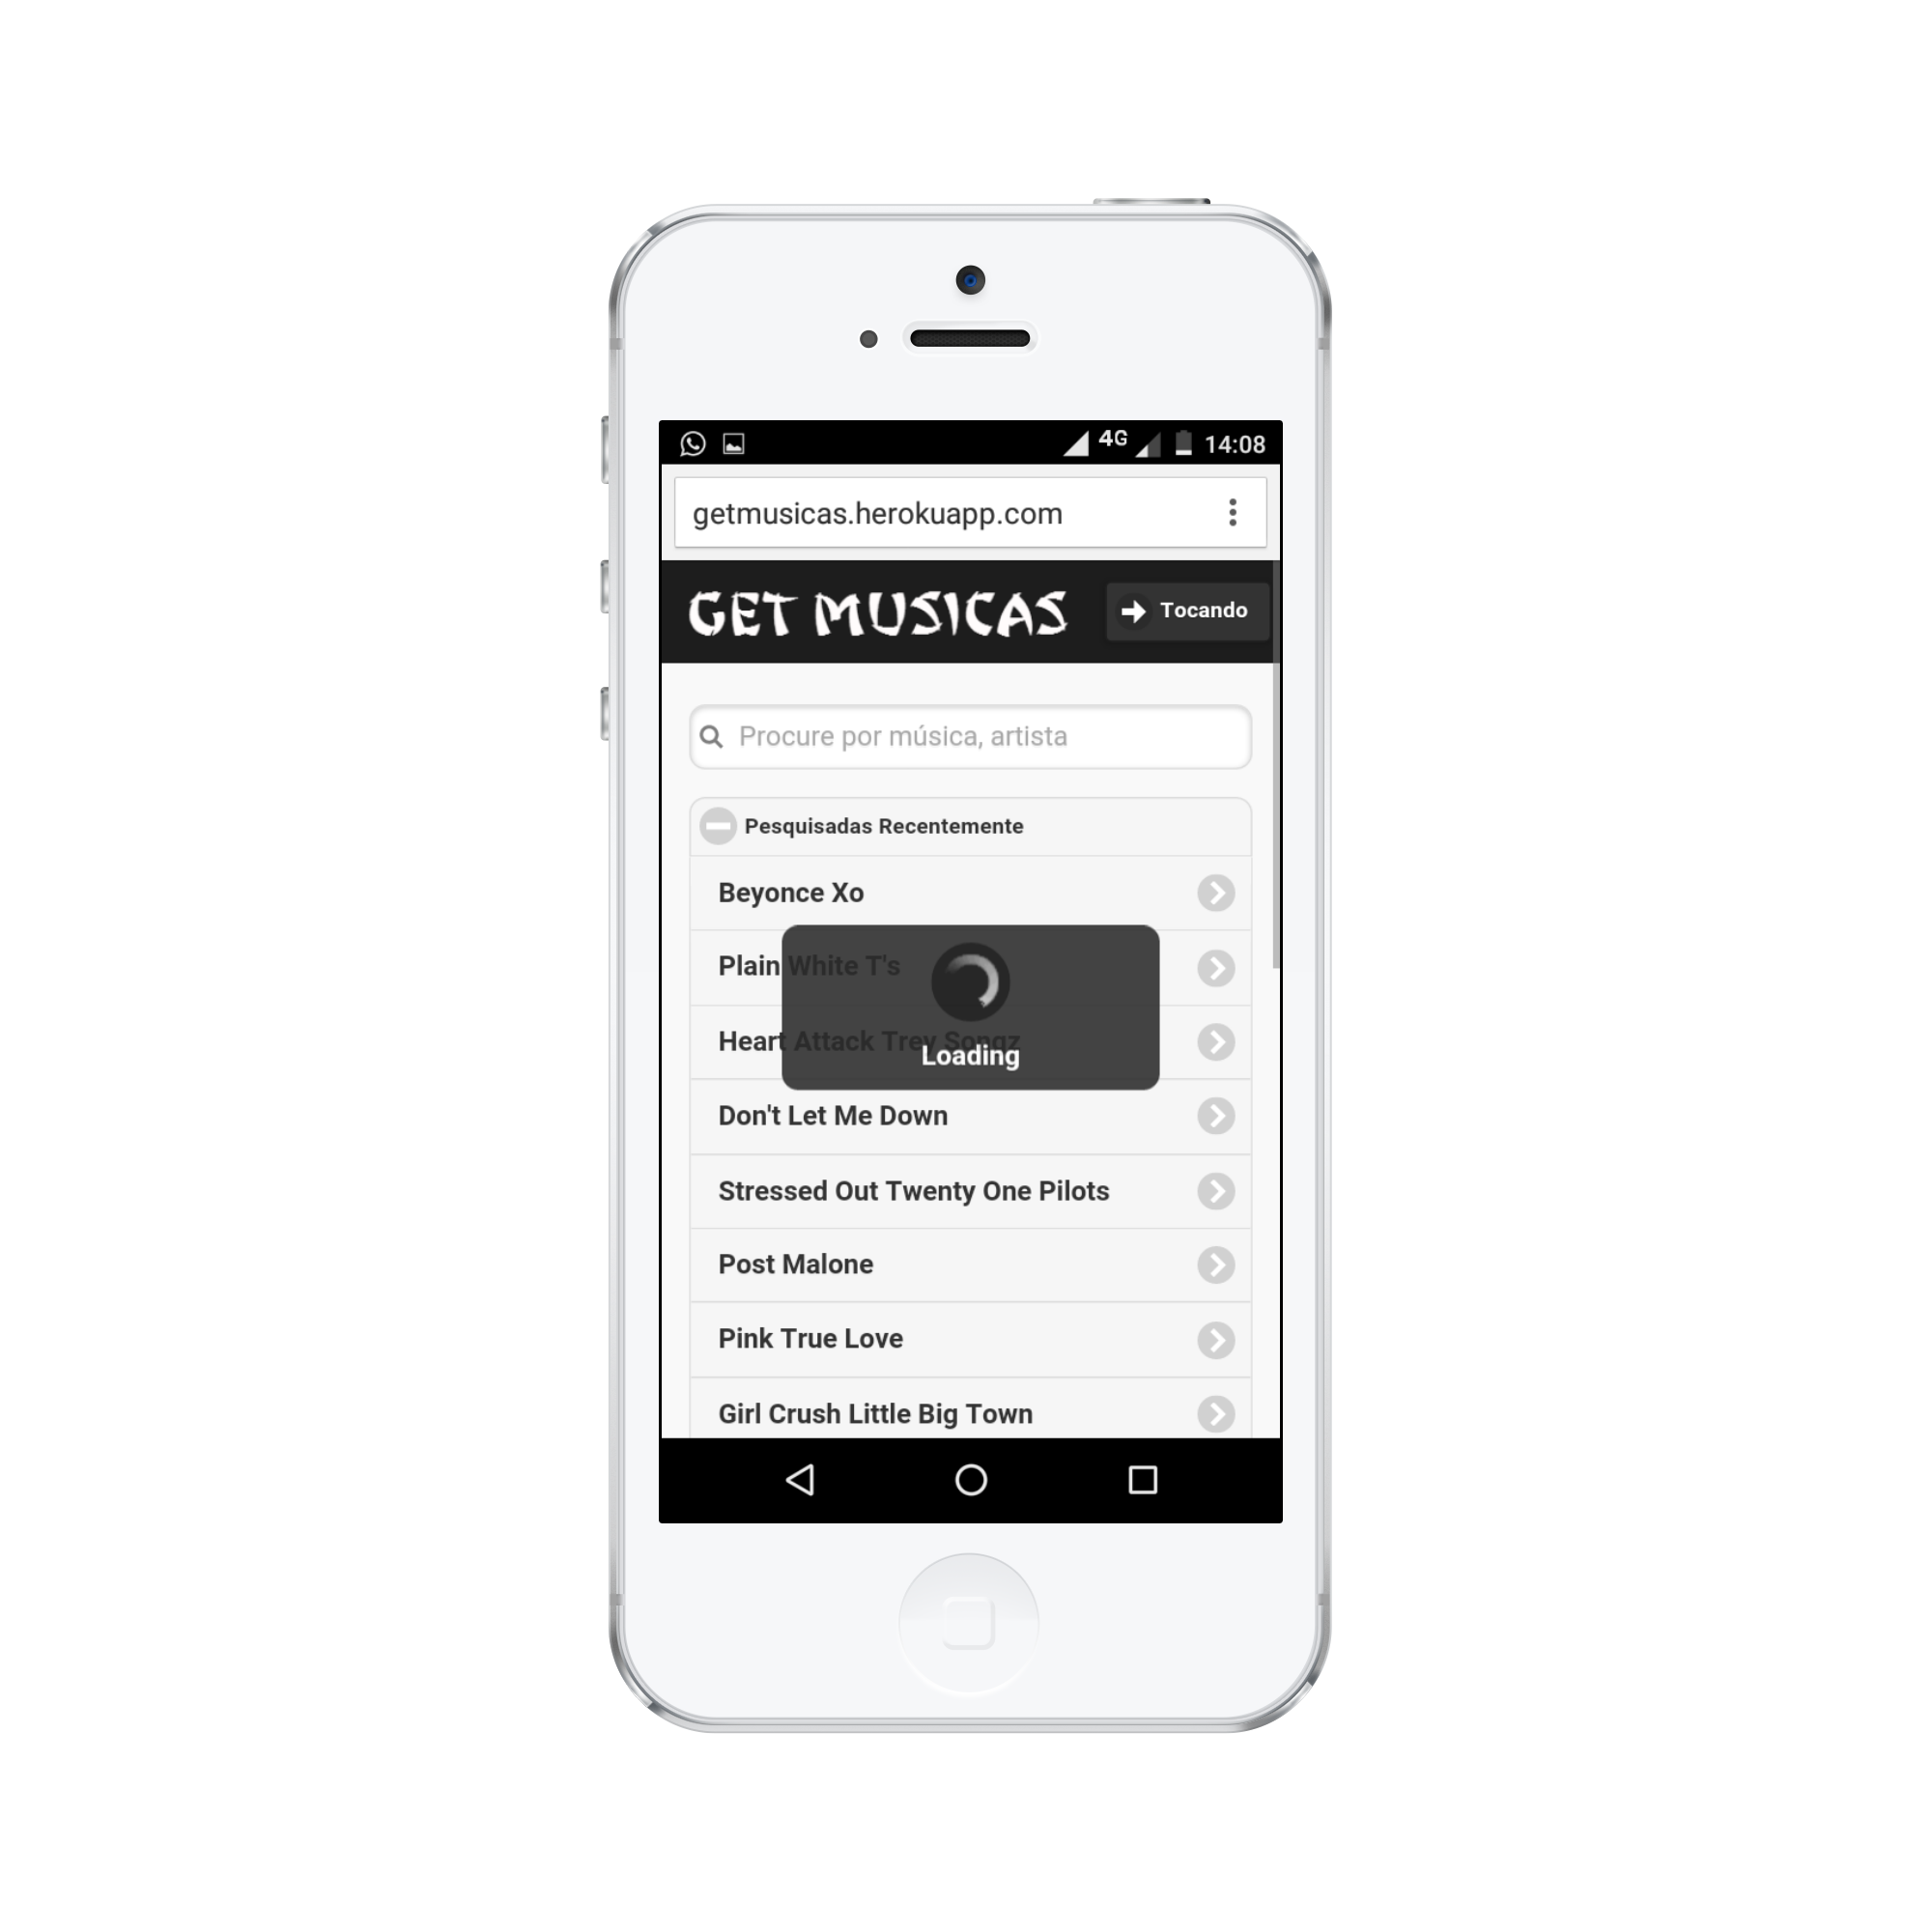 4G 14:08
getmusicas.herokuapp.com
GET MUSICAS
Tocando
Procure por música, artista
Pesquisadas Recentemente
Beyonce Xo
Plain White T's
Heart Attack Trey Songz
Loading
Don't Let Me Down
Stressed Out Twenty One Pilots
Post Malone
Pink True Love
Girl Crush Little Big Town